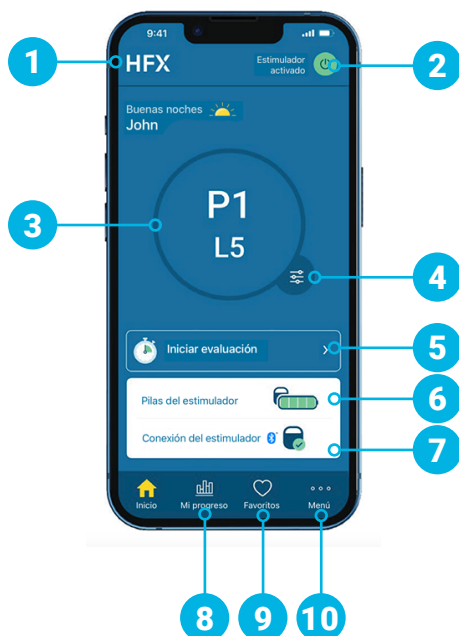 9:41
1
HFX
Estimulador
activado
2
Buenas noches
John
3
P1
L5
4
Iniciar evaluación
5
Pilas del estimulador
6
Conexión del estimulador
7
Inicio
Mi progreso
Favoritos
Menú
8
9
10